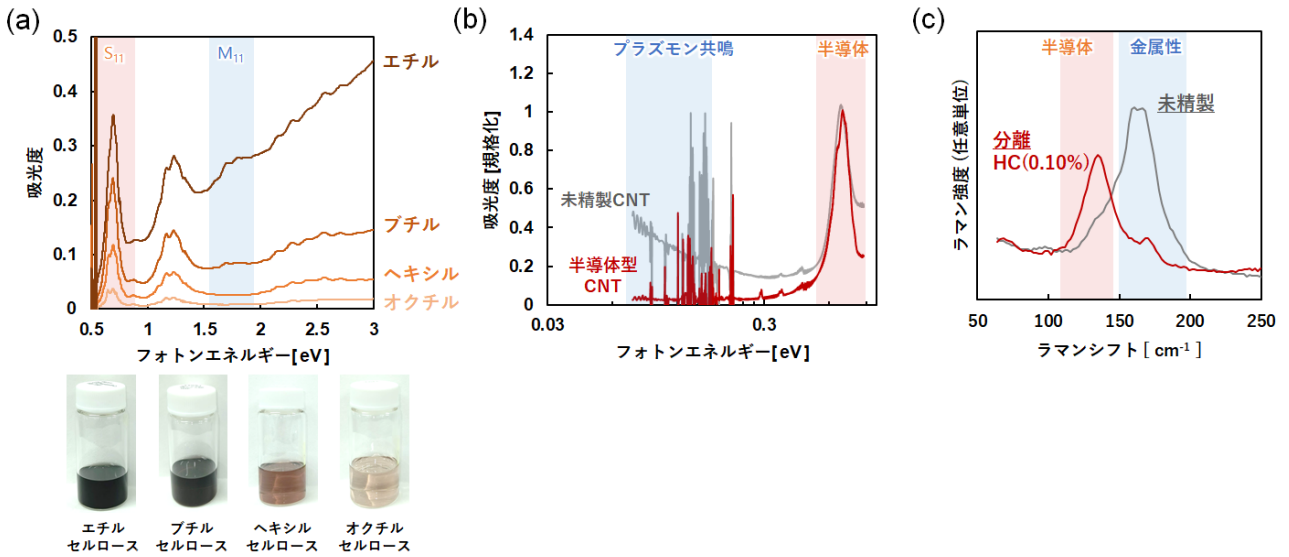 (a)
0.5
0.4
0.3
0.2
0.1
0
吸光度
S₁₁
M₁₁
エチル
ブチル
ヘキシル
オクチル
0.5
1
1.5
2
2.5
3
フォトンエネルギー[eV]
エチル
セルロース
ブチル
セルロース
ヘキシル
セルロース
オクチル
セルロース
(b)
1.4
1.2
1
0.8
0.6
0.4
0.2
0
吸光度 [規格化]
プラズモン共鳴
半導体
未精製CNT
半導体型
CNT
0.03
0.3
フォトンエネルギー[eV]
(c)
ラマン強度 (任意単位)
半導体
金属性
未精製
分離
HC(0.10%)
50
100
150
200
250
ラマンシフト [ cm⁻¹ ]